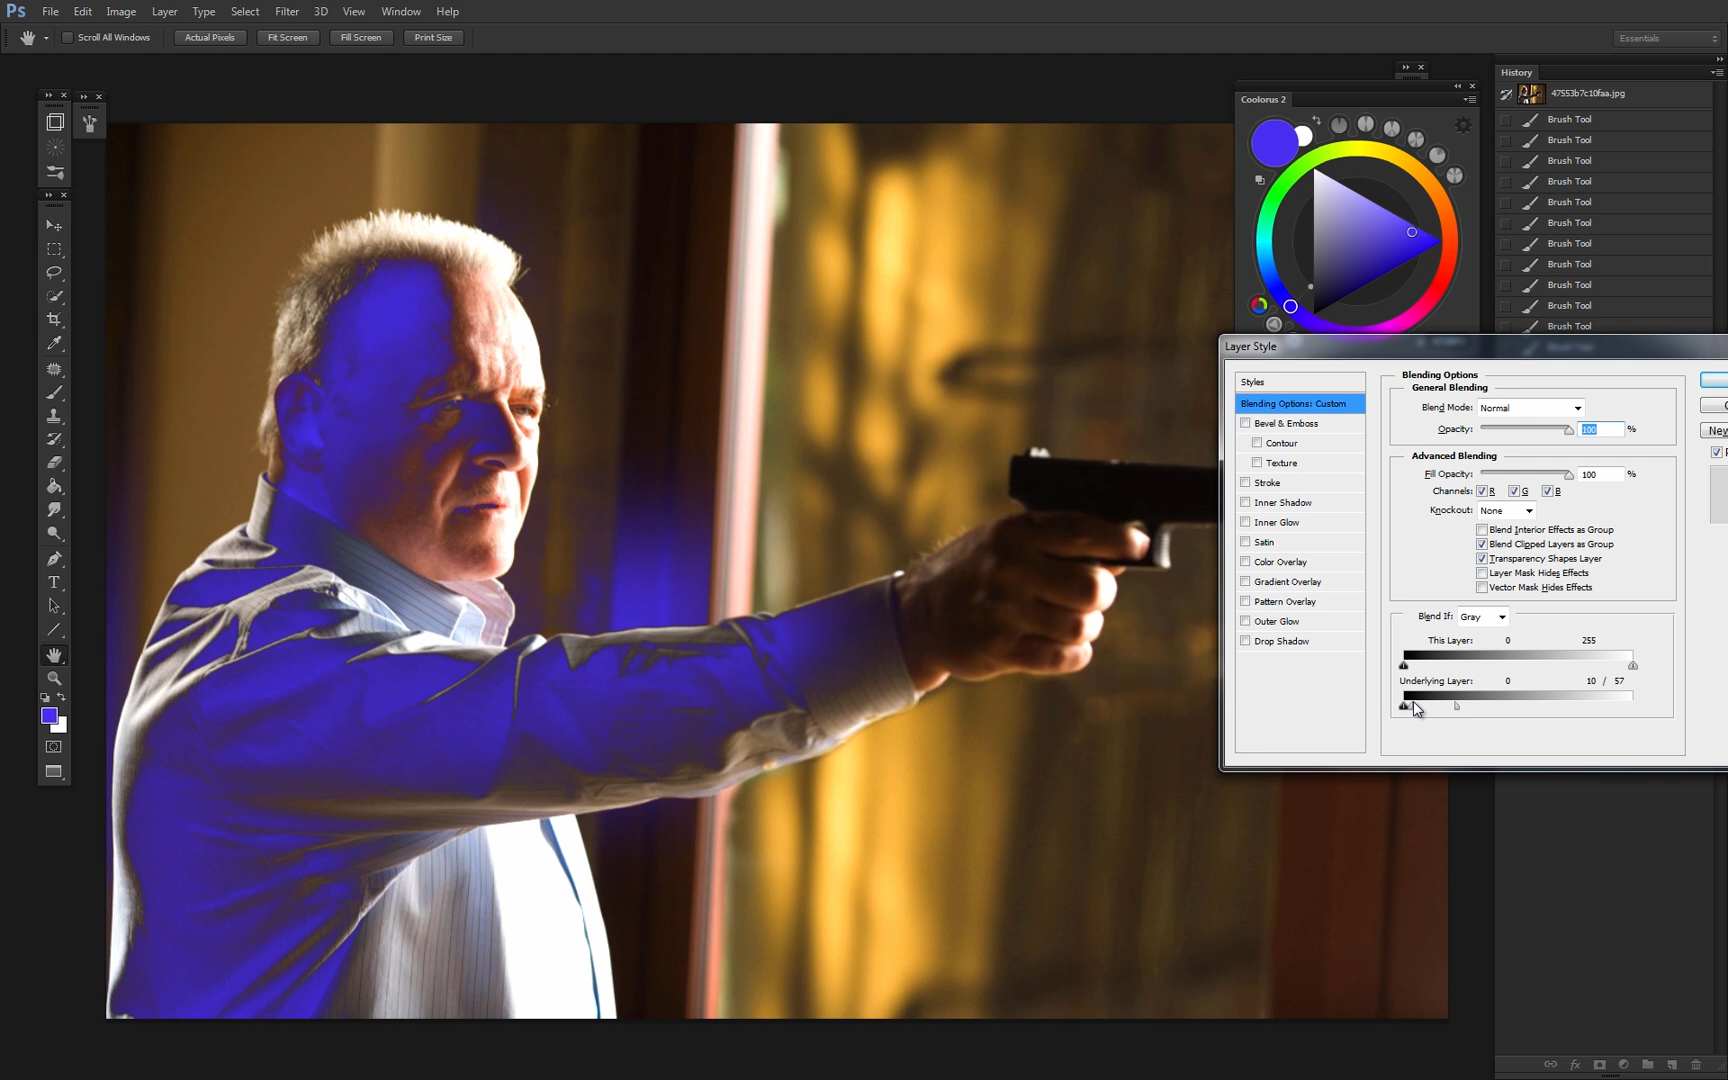 Ps File Edit Image Layer Type Select Filter 3D View Window Help
Scroll All Windows Actual Pixels Fit Screen Fill Screen Print Size Essentials
History
47553b7c10faa.jpg
Brush Tool
Brush Tool
Brush Tool
Brush Tool
Brush Tool
Brush Tool
Brush Tool
Brush Tool
Brush Tool
Brush Tool
Brush Tool
Coolorus 2
Layer Style
Styles
Blending Options: Custom
Bevel & Emboss
Contour
Texture
Stroke
Inner Shadow
Inner Glow
Satin
Color Overlay
Gradient Overlay
Pattern Overlay
Outer Glow
Drop Shadow
Blending Options
General Blending
Blend Mode: Normal
Opacity: 100 %
Advanced Blending
Fill Opacity: 100 %
Channels: R G B
Knockout: None
Blend Interior Effects as Group
Blend Clipped Layers as Group
Transparency Shapes Layer
Layer Mask Hides Effects
Vector Mask Hides Effects
Blend If: Gray
This Layer: 0 255
Underlying Layer: 0 10 / 57
New
T
fx